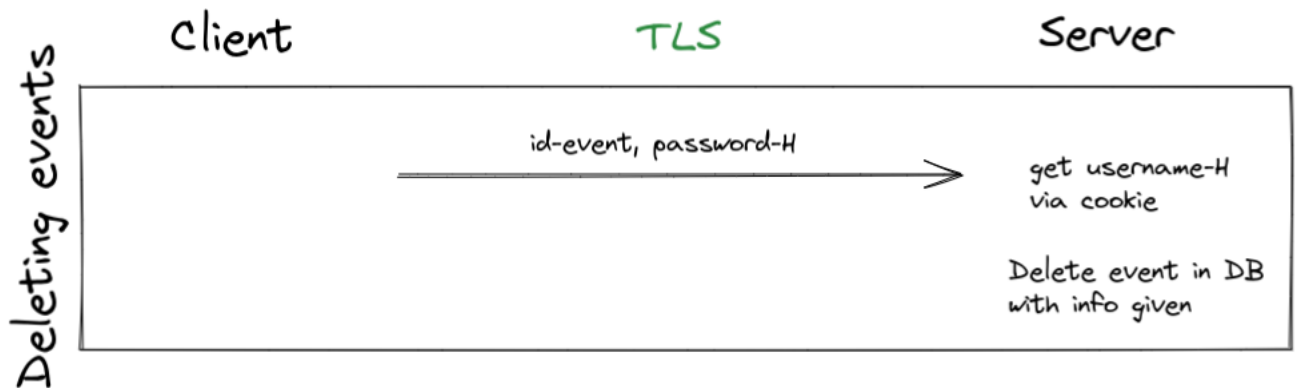 Client
TLS
Server
Deleting events
id-event, password-H
get username-H
via cookie
Delete event in DB
with info given